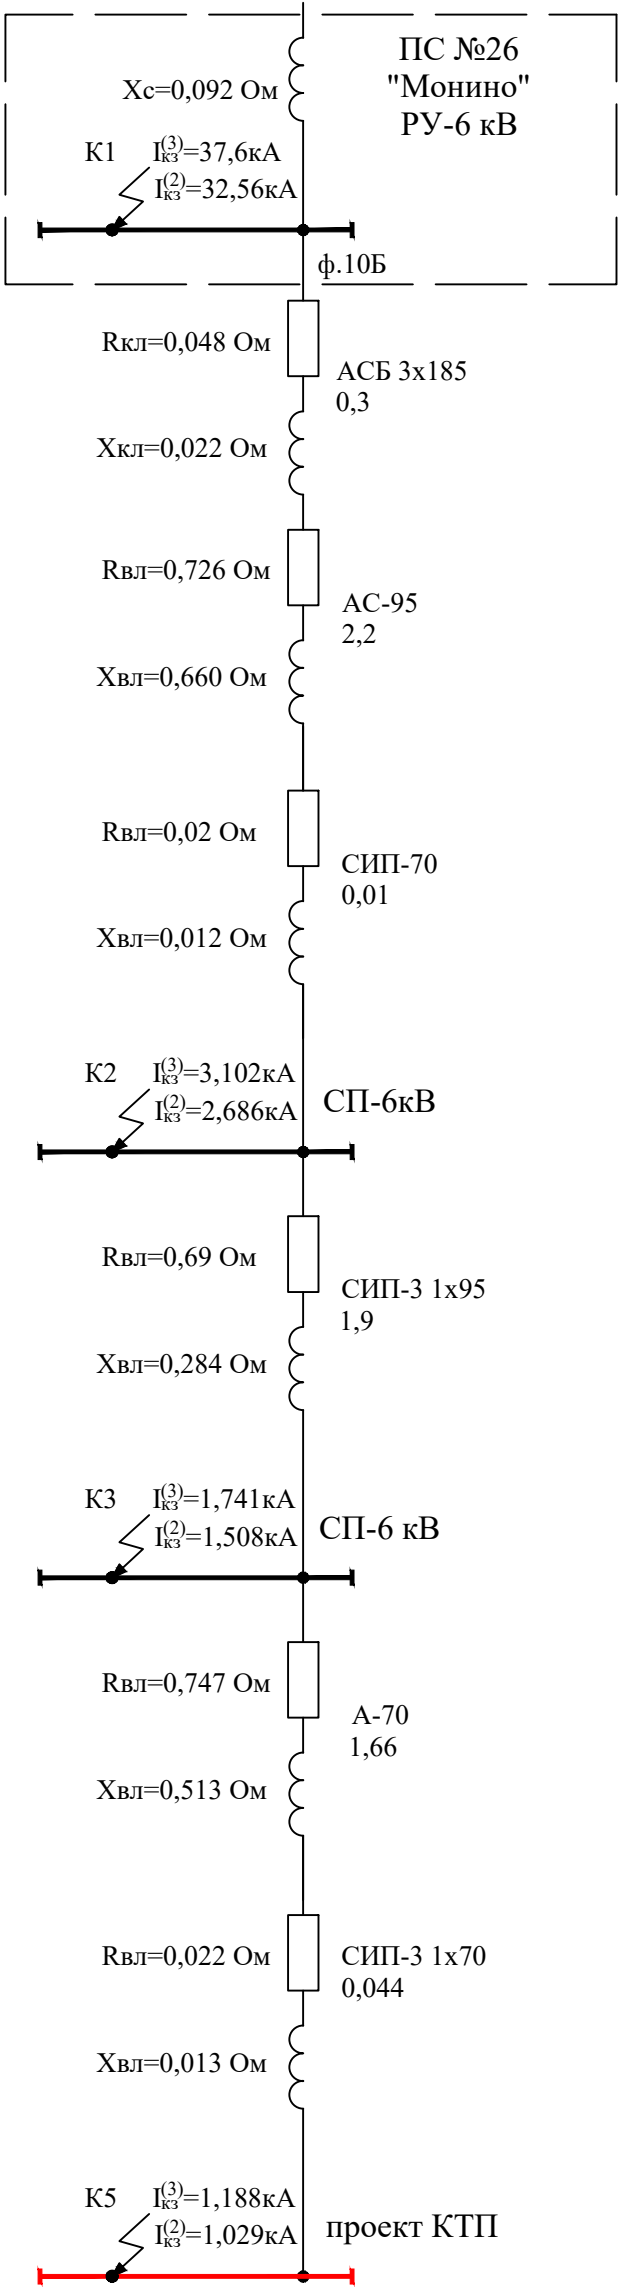 ПС №26
"Монино"
РУ-6 кВ
Xс=0,092 Ом
К1 I(3)кз=37,6кА
I(2)кз=32,56кА
ф.10Б
Rкл=0,048 Ом
АСБ 3х185
0,3
Xкл=0,022 Ом
Rвл=0,726 Ом
АС-95
2,2
Xвл=0,660 Ом
Rвл=0,02 Ом
СИП-70
0,01
Xвл=0,012 Ом
К2 I(3)кз=3,102кА
I(2)кз=2,686кА
СП-6кВ
Rвл=0,69 Ом
СИП-3 1х95
1,9
Xвл=0,284 Ом
К3 I(3)кз=1,741кА
I(2)кз=1,508кА
СП-6 кВ
Rвл=0,747 Ом
А-70
1,66
Xвл=0,513 Ом
Rвл=0,022 Ом
СИП-3 1х70
0,044
Xвл=0,013 Ом
К5 I(3)кз=1,188кА
I(2)кз=1,029кА
проект КТП